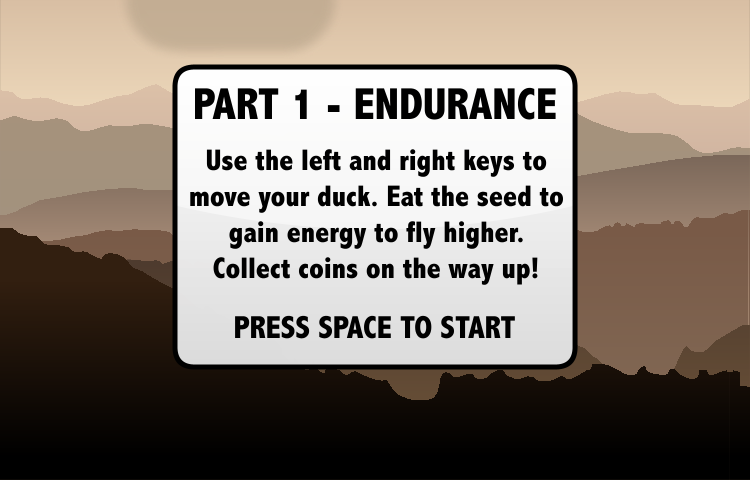 PART 1 - ENDURANCE
Use the left and right keys to
move your duck. Eat the seed to
gain energy to fly higher.
Collect coins on the way up!
PRESS SPACE TO START